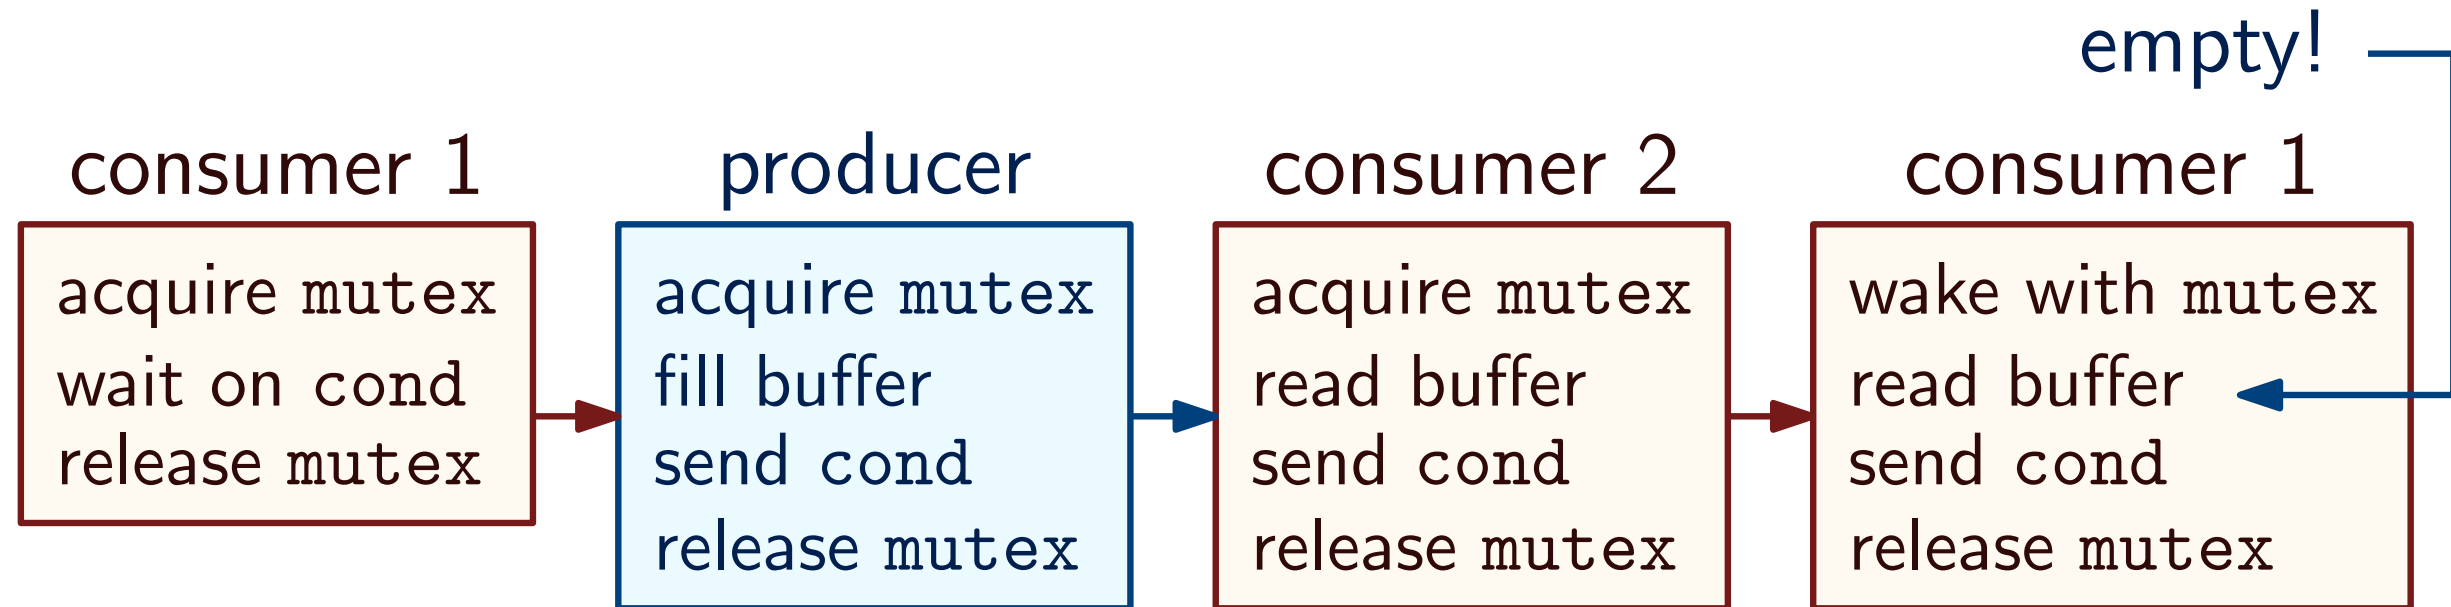 empty!
consumer 1
acquire mutex
wait on cond
release mutex
producer
acquire mutex
fill buffer
send cond
release mutex
consumer 2
acquire mutex
read buffer
send cond
release mutex
consumer 1
wake with mutex
read buffer
send cond
release mutex